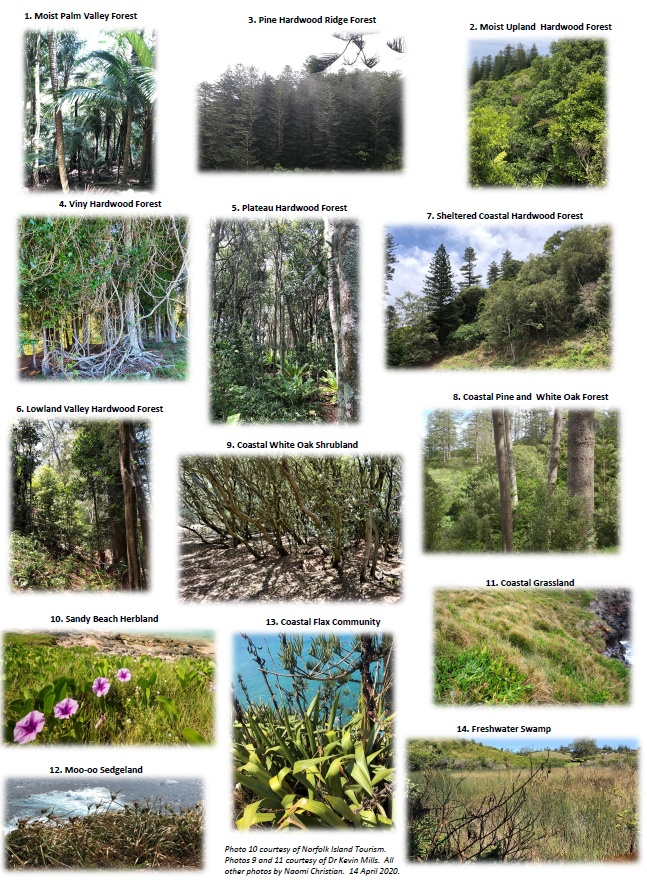 1. Moist Palm Valley Forest
3. Pine Hardwood Ridge Forest
2. Moist Upland Hardwood Forest
4. Viny Hardwood Forest
5. Plateau Hardwood Forest
7. Sheltered Coastal Hardwood Forest
6. Lowland Valley Hardwood Forest
8. Coastal Pine and White Oak Forest
9. Coastal White Oak Shrubland
11. Coastal Grassland
10. Sandy Beach Herbland
13. Coastal Flax Community
14. Freshwater Swamp
12. Moo-oo Sedgeland
Photo 10 courtesy of Norfolk Island Tourism.
Photos 9 and 11 courtesy of Dr Kevin Mills. All
other photos by Naomi Christian. 14 April 2020.